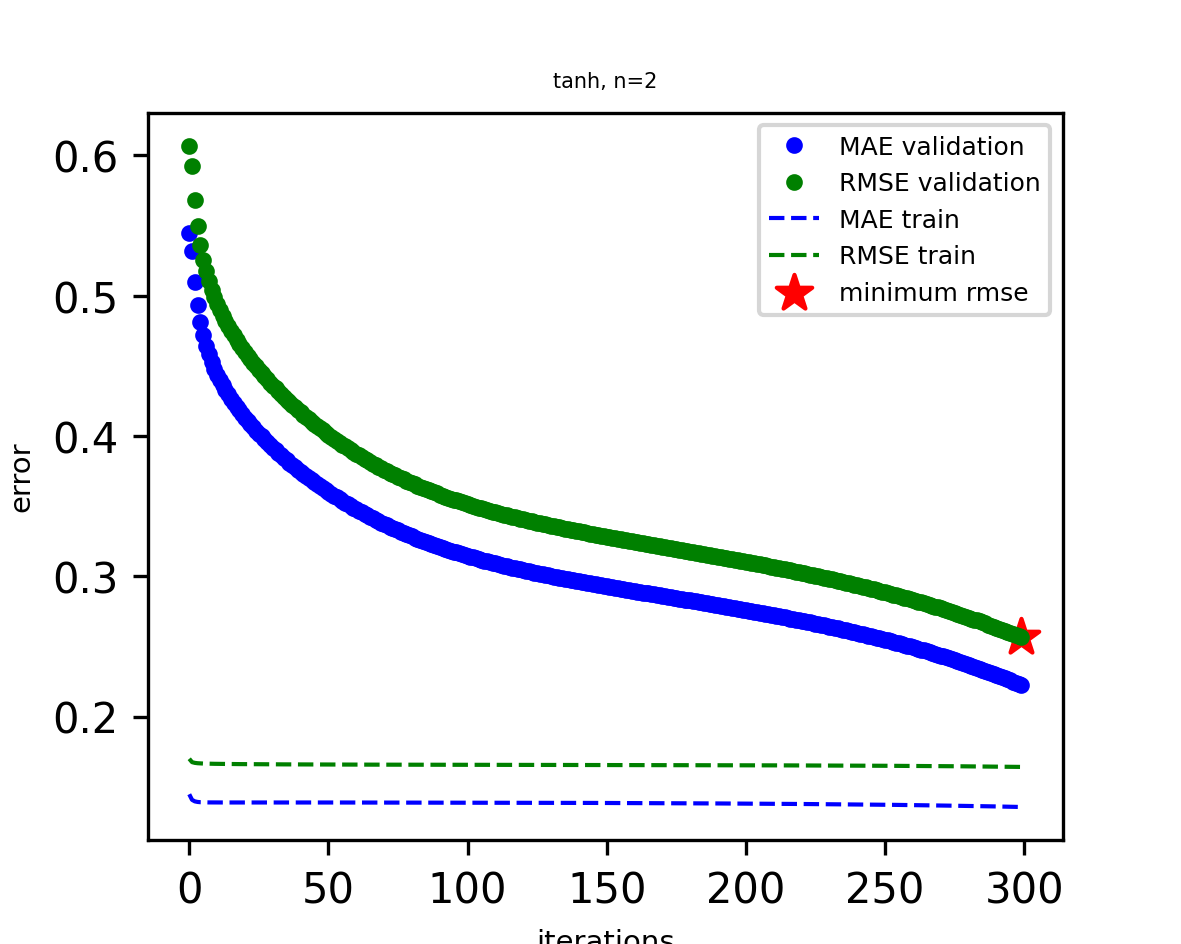 tanh, n=2
0.6
0.5
0.4
0.3
0.2
error
MAE validation
RMSE validation
MAE train
RMSE train
minimum rmse
0 50 100 150 200 250 300
iterations